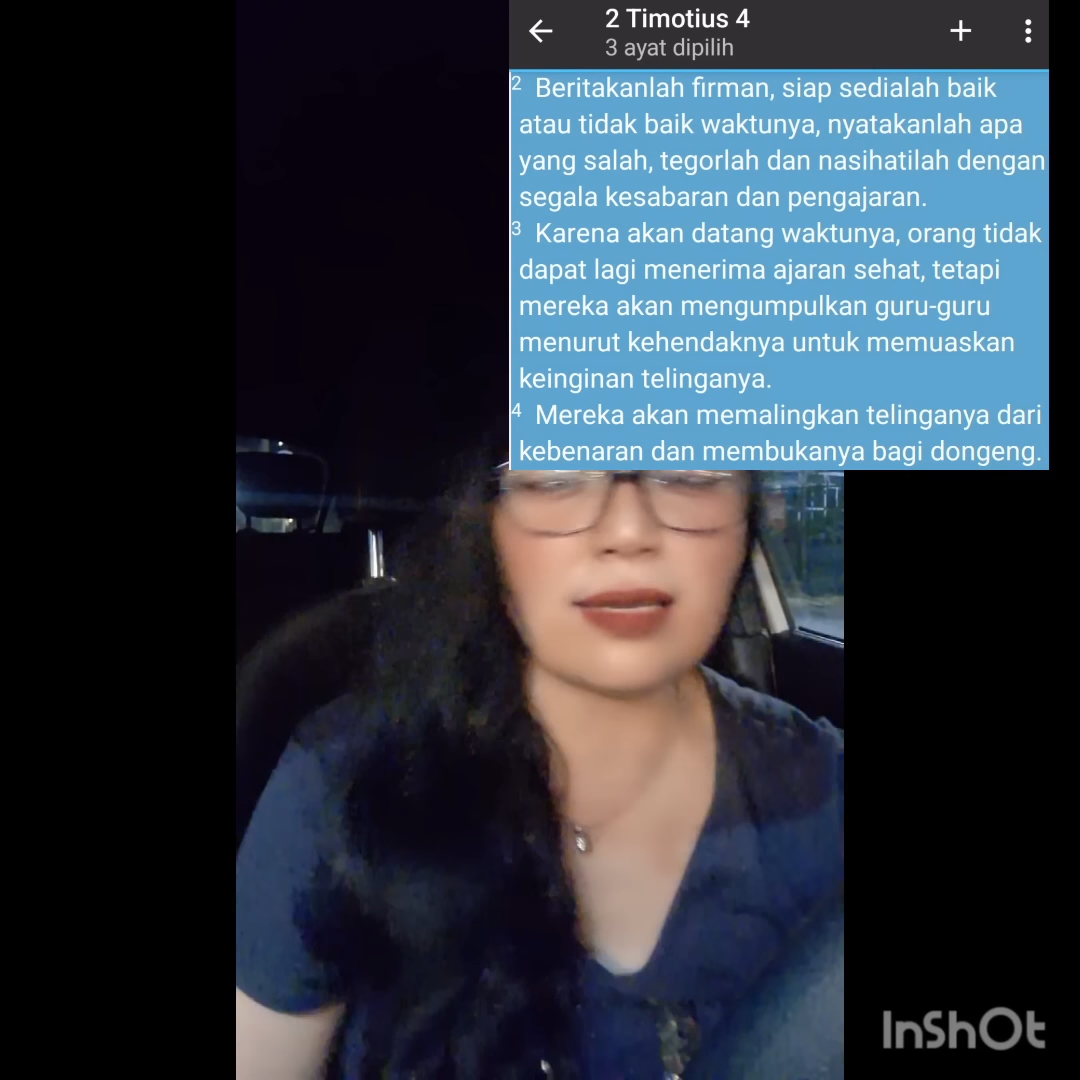 2 Timotius 4
3 ayat dipilih
2 Beritakanlah firman, siap sedialah baik
atau tidak baik waktunya, nyatakanlah apa
yang salah, tegorlah dan nasihatilah dengan
segala kesabaran dan pengajaran.
3 Karena akan datang waktunya, orang tidak
dapat lagi menerima ajaran sehat, tetapi
mereka akan mengumpulkan guru-guru
menurut kehendaknya untuk memuaskan
keinginan telinganya.
4 Mereka akan memalingkan telinganya dari
kebenaran dan membukanya bagi dongeng.
InShOt